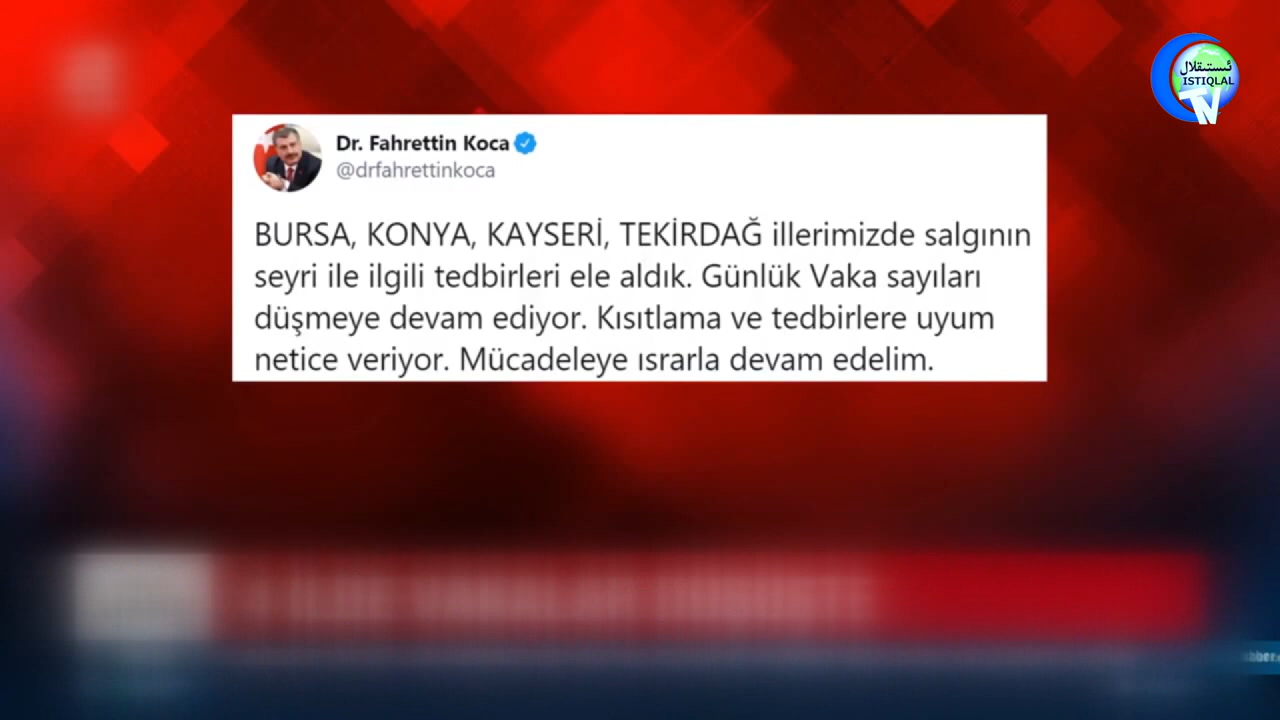 ئىستىقلال
ISTIQLAL
TV
Dr. Fahrettin Koca
@drfahrettinkoca
BURSA, KONYA, KAYSERİ, TEKİRDAĞ illerimizde salgının
seyri ile ilgili tedbirleri ele aldık. Günlük Vaka sayıları
düşmeye devam ediyor. Kısıtlama ve tedbirlere uyum
netice veriyor. Mücadeleye ısrarla devam edelim.